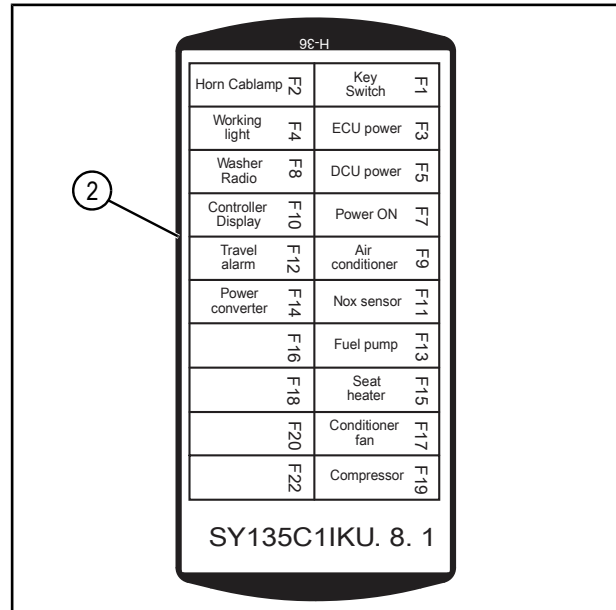 H-36
Horn Cablamp F2 Key Switch F1
Working light F4 ECU power F3
Washer Radio F8 DCU power F5
Controller Display F10 Power ON F7
Travel alarm F12 Air conditioner F9
Power converter F14 Nox sensor F11
F16 Fuel pump F13
F18 Seat heater F15
F20 Conditioner fan F17
F22 Compressor F19
SY135C1IKU. 8. 1
2